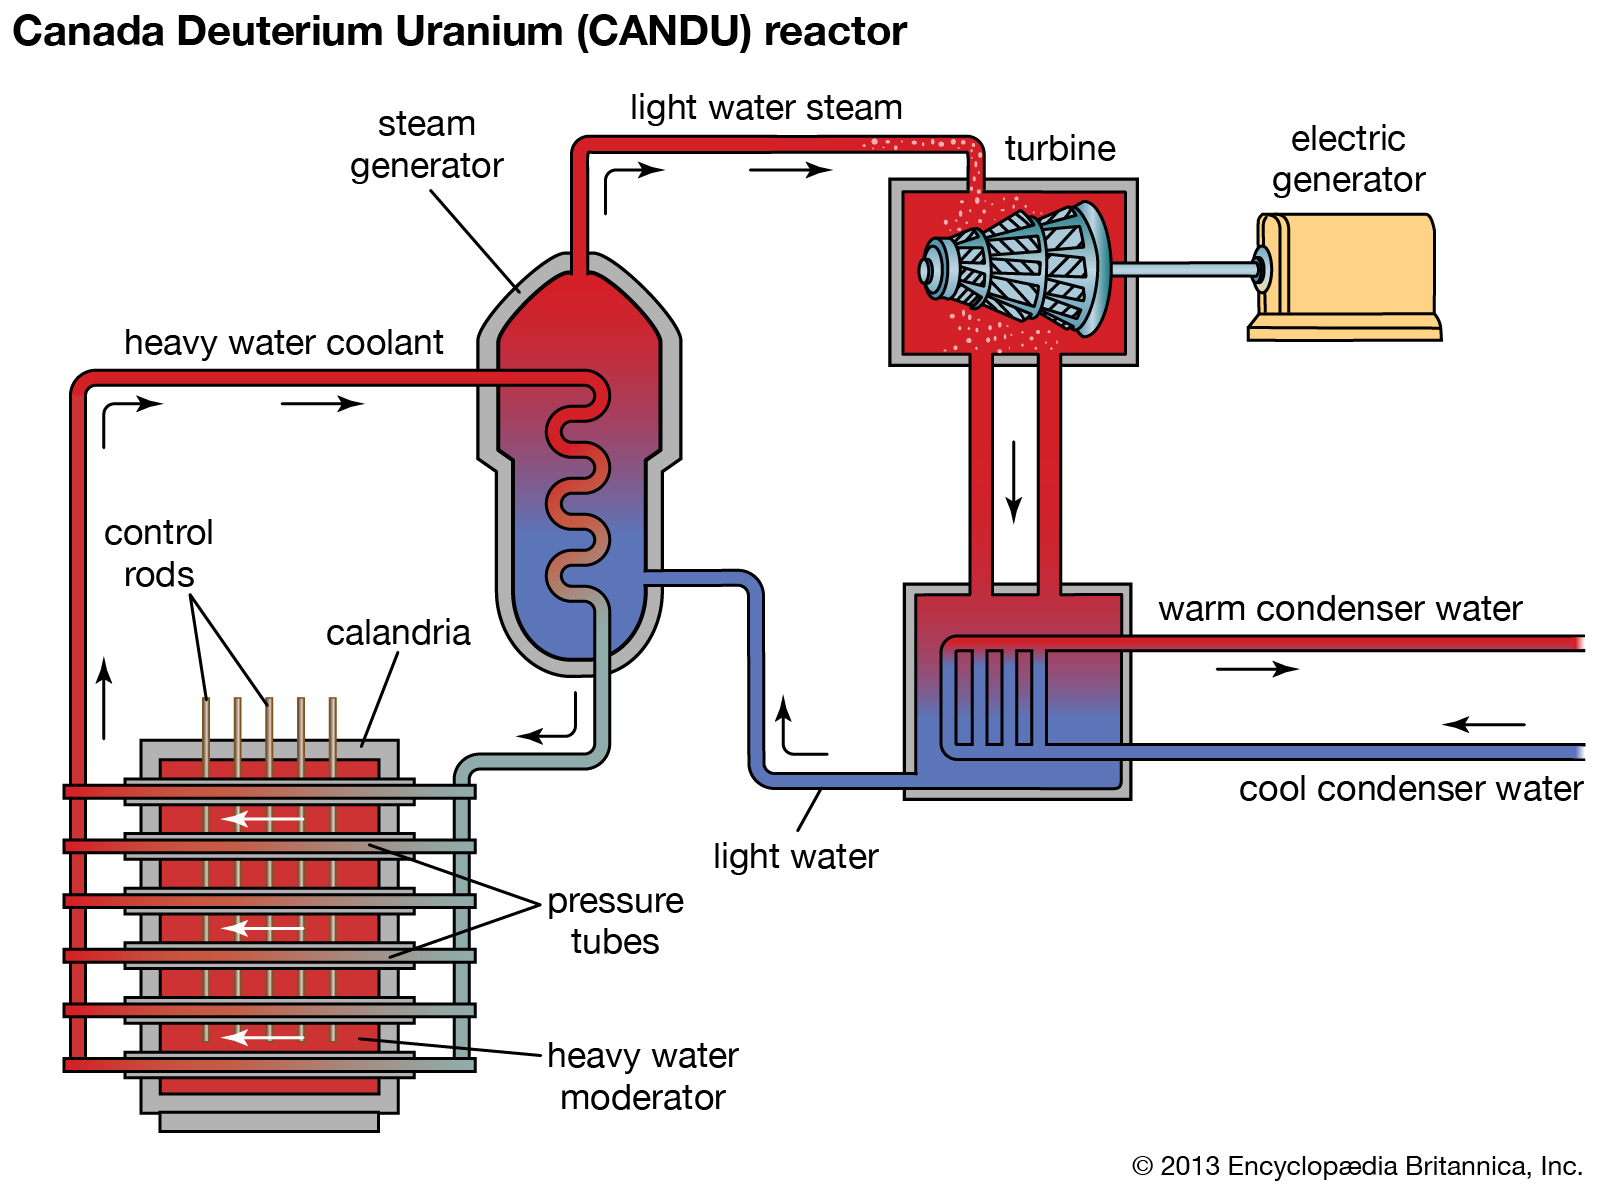 Canada Deuterium Uranium (CANDU) reactor
light water steam
steam
generator
turbine
electric
generator
heavy water coolant
control
rods
calandria
warm condenser water
cool condenser water
light water
pressure
tubes
heavy water
moderator
© 2013 Encyclopædia Britannica, Inc.